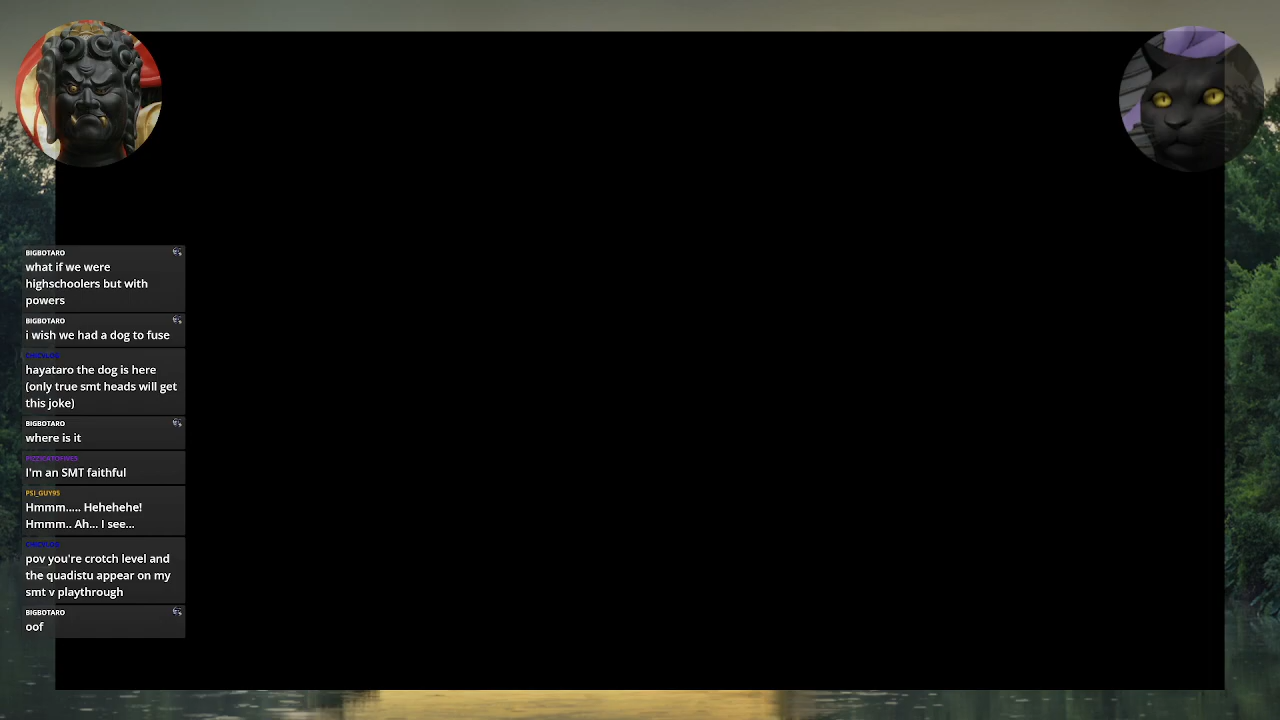 BIGBOTARO
what if we were
highschoolers but with
powers
BIGBOTARO
i wish we had a dog to fuse
CHIZVLOG
hayataro the dog is here
(only true smt heads will get
this joke)
BIGBOTARO
where is it
PIZZICATOFIVE5
I'm an SMT faithful
PSI_GUY95
Hmmm..... Hehehehe!
Hmmm.. Ah... I see...
CHIZVLOG
pov you're crotch level and
the quadistu appear on my
smt v playthrough
BIGBOTARO
oof